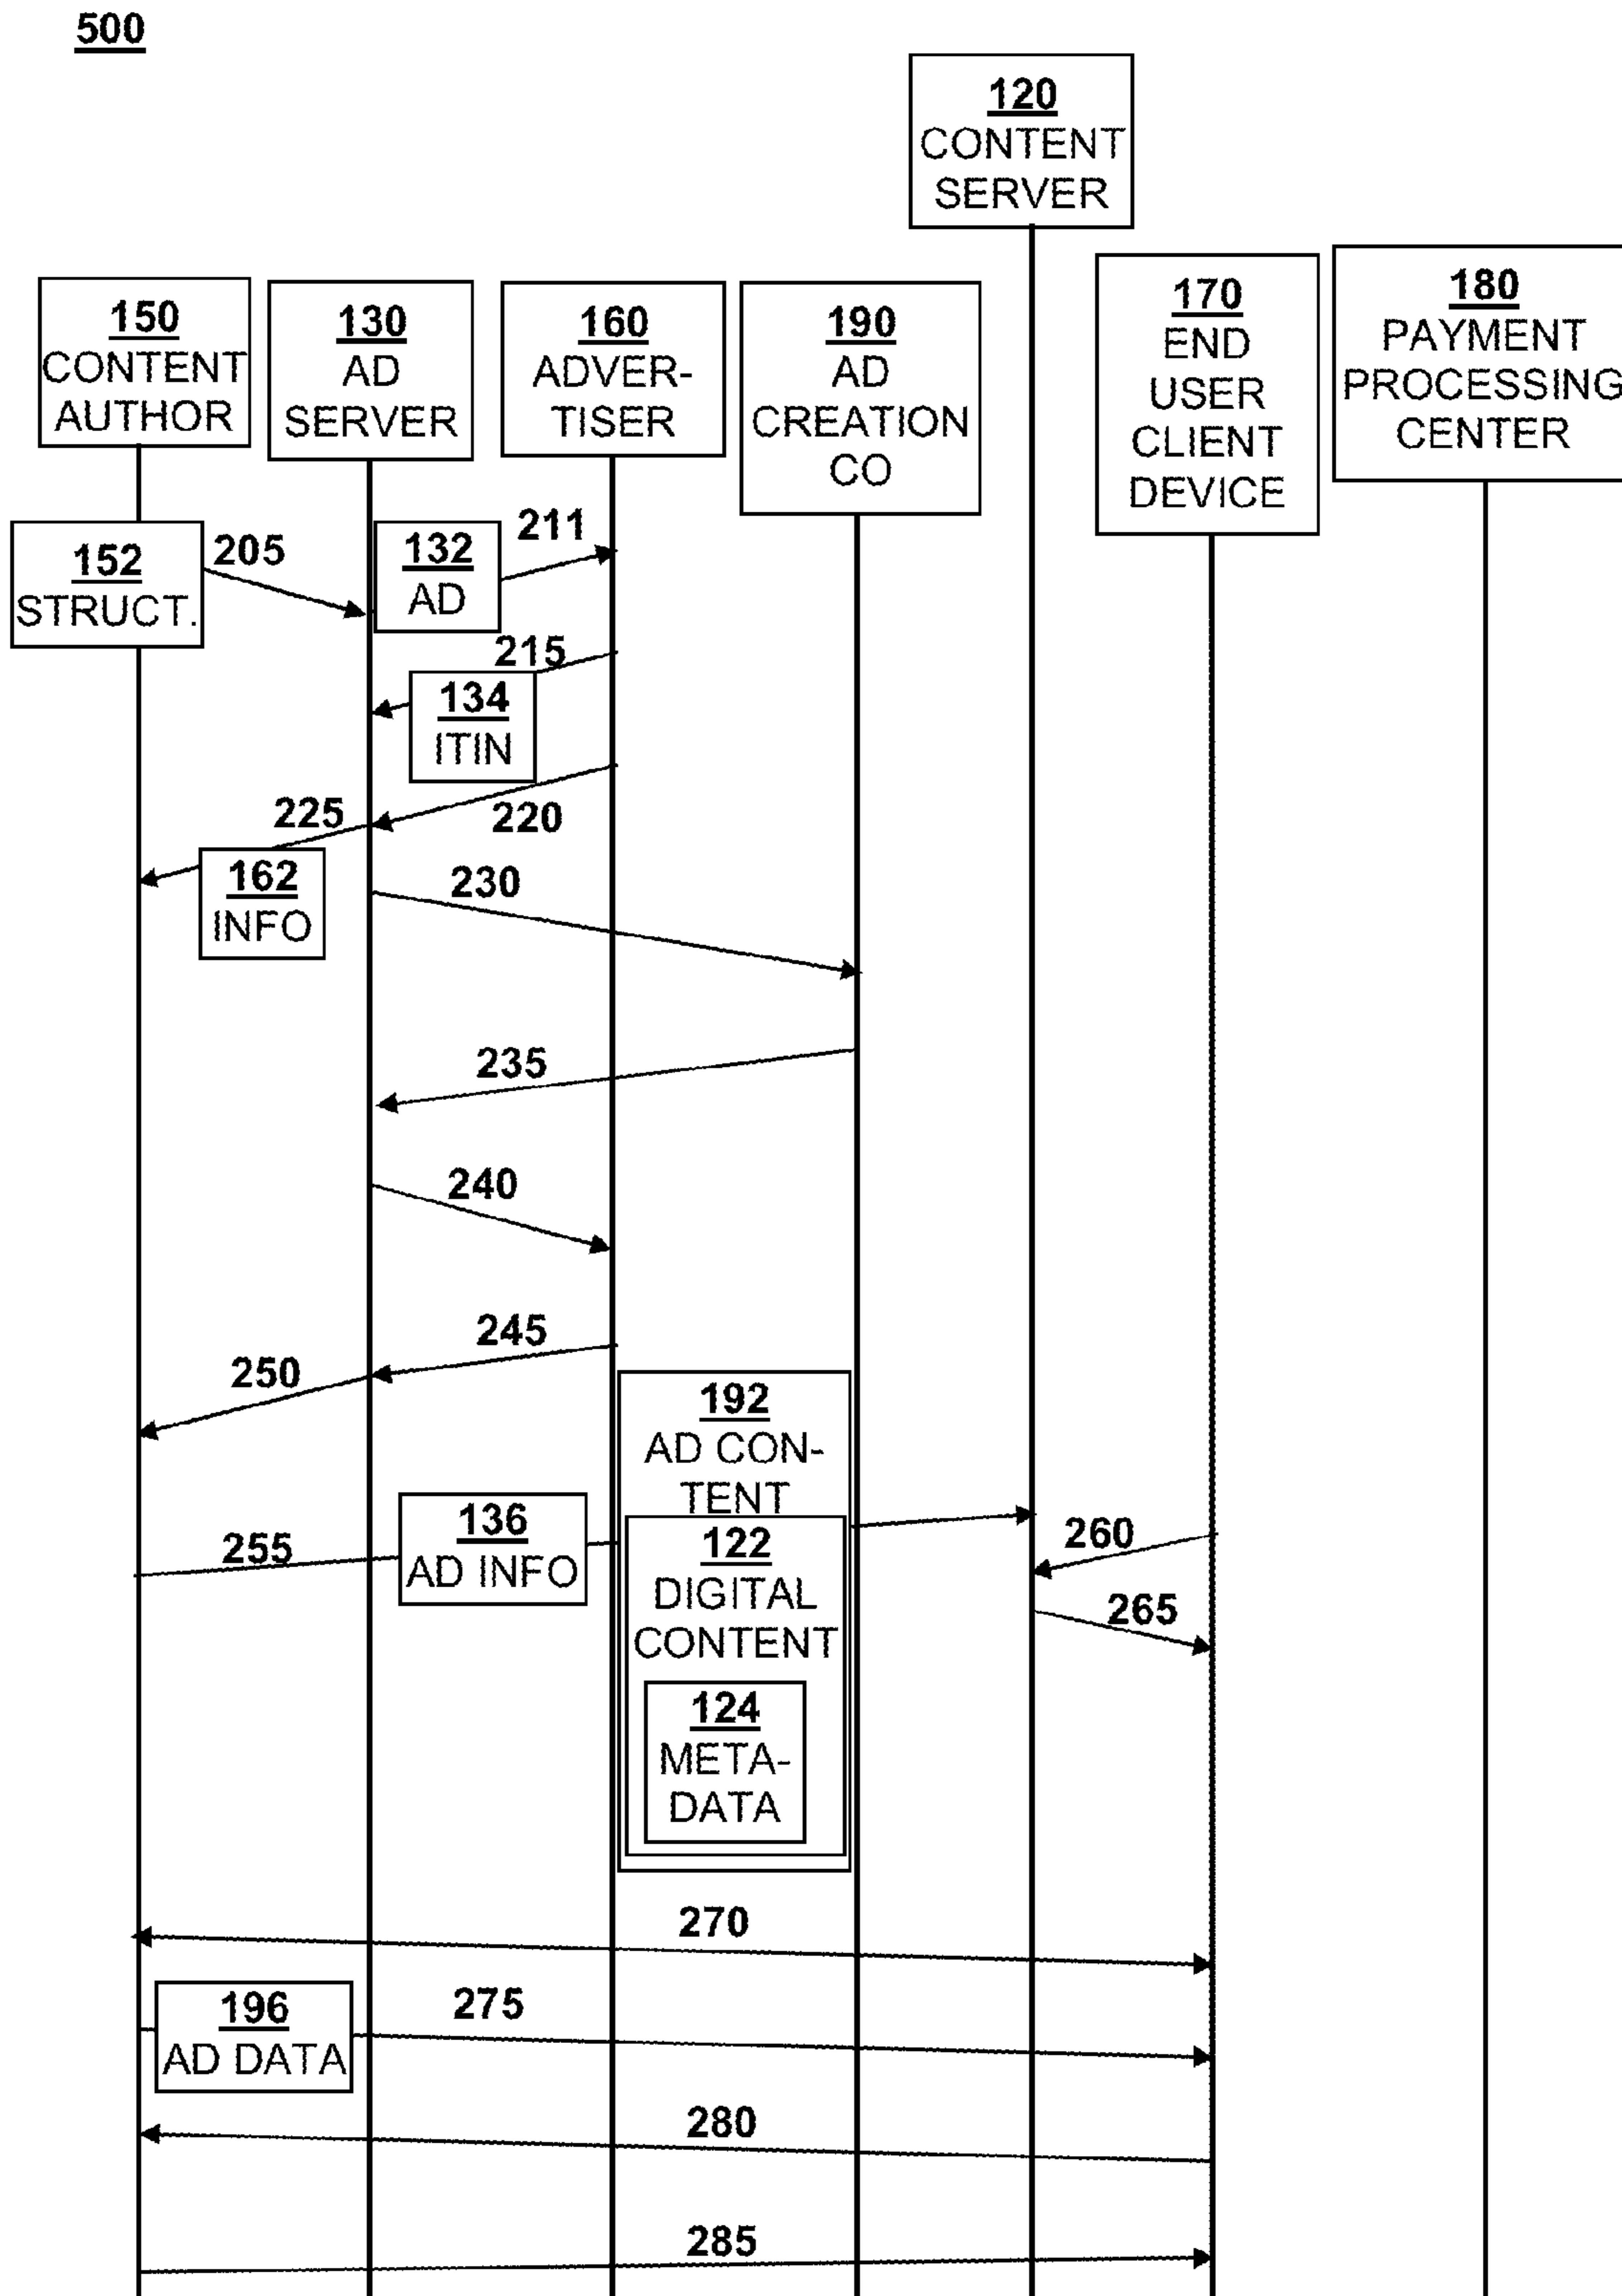 500
120
CONTENT
SERVER
150
CONTENT
AUTHOR
130
AD
SERVER
160
ADVER-
TISER
190
AD
CREATION
CO
170
END
USER
CLIENT
DEVICE
180
PAYMENT
PROCESSING
CENTER
152
STRUCT.
205
132
AD
211
215
134
ITIN
225
220
162
INFO
230
235
240
245
250
192
AD CON-
TENT
136
AD INFO
255
122
DIGITAL
CONTENT
260
265
124
META-
DATA
270
196
AD DATA
275
280
285